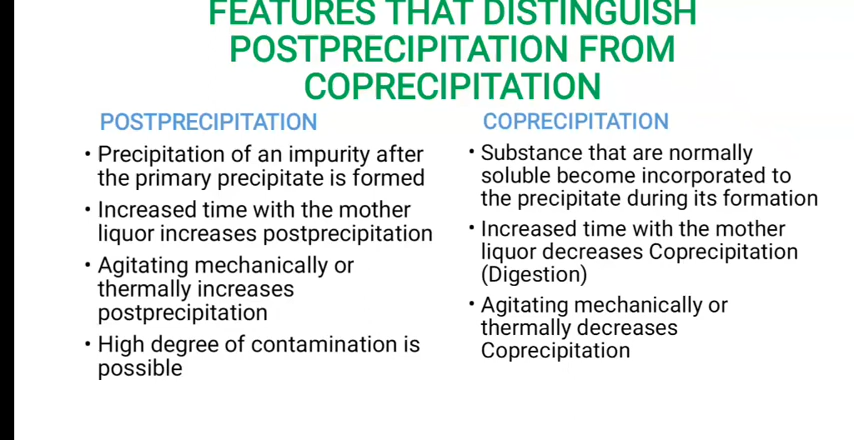 FEATURES THAT DISTINGUISH
POSTPRECIPITATION FROM
COPRECIPITATION
POSTPRECIPITATION
• Precipitation of an impurity after
the primary precipitate is formed
• Increased time with the mother
liquor increases postprecipitation
• Agitating mechanically or
thermally increases
postprecipitation
• High degree of contamination is
possible
COPRECIPITATION
• Substance that are normally
soluble become incorporated to
the precipitate during its formation
• Increased time with the mother
liquor decreases Coprecipitation
(Digestion)
• Agitating mechanically or
thermally decreases
Coprecipitation